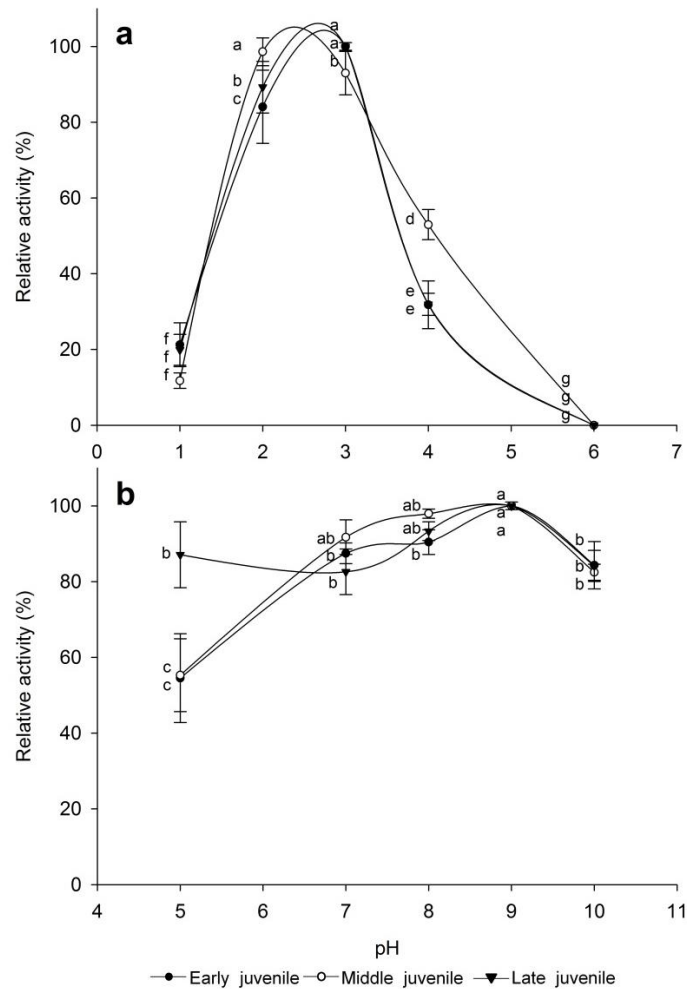 a
Relative activity (%)
100
80
60
40
20
0
a
b
c
a
a
b
d
e
e
f
f
f
g
g
g
0 1 2 3 4 5 6 7
b
Relative activity (%)
100
80
60
40
20
0
b
c
c
ab
b
b
ab
ab
b
a
a
a
b
b
b
4 5 6 7 8 9 10 11
pH
Early juvenile Middle juvenile Late juvenile